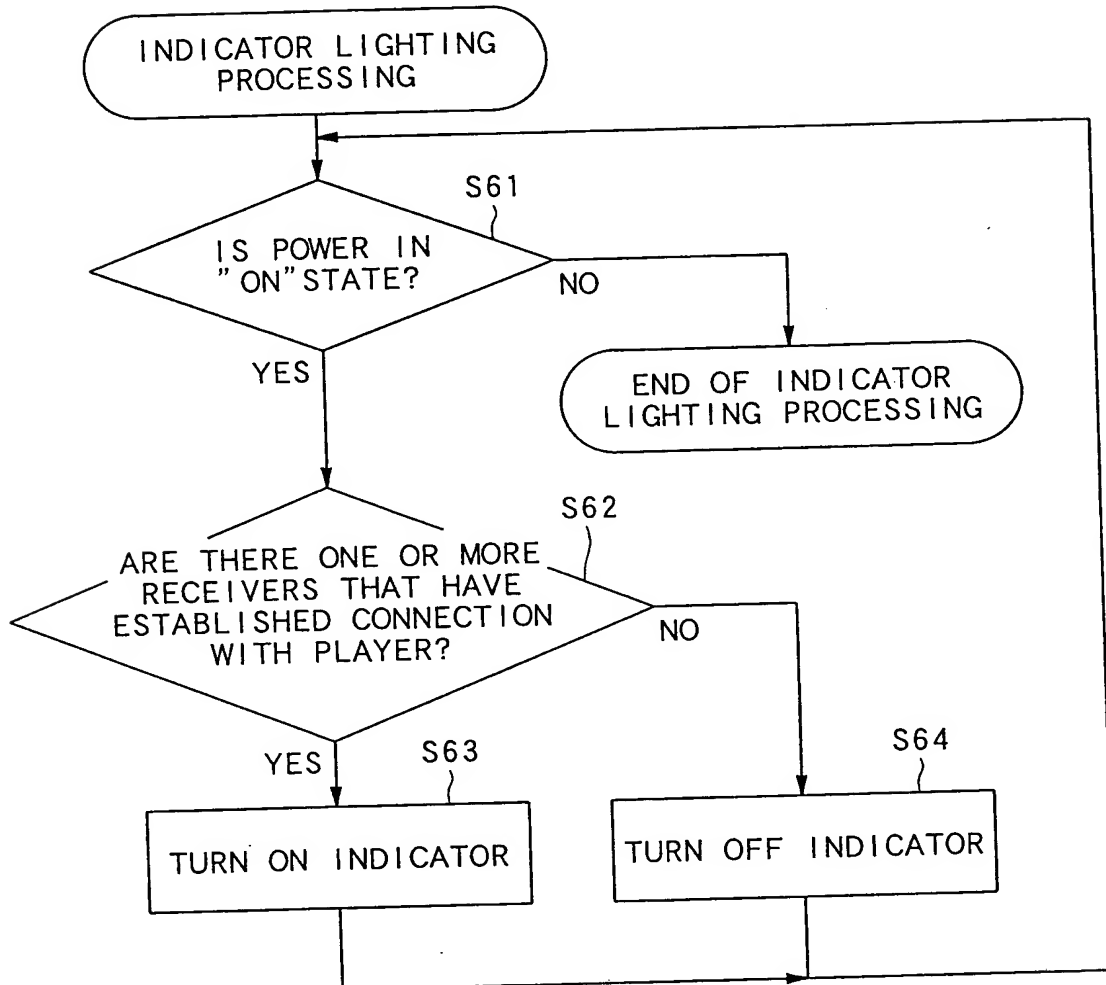 INDICATOR LIGHTING
PROCESSING
S61
IS POWER IN
"ON" STATE?
NO
YES
END OF INDICATOR
LIGHTING PROCESSING
S62
ARE THERE ONE OR MORE
RECEIVERS THAT HAVE
ESTABLISHED CONNECTION
WITH PLAYER?
NO
YES
S63
S64
TURN ON INDICATOR
TURN OFF INDICATOR